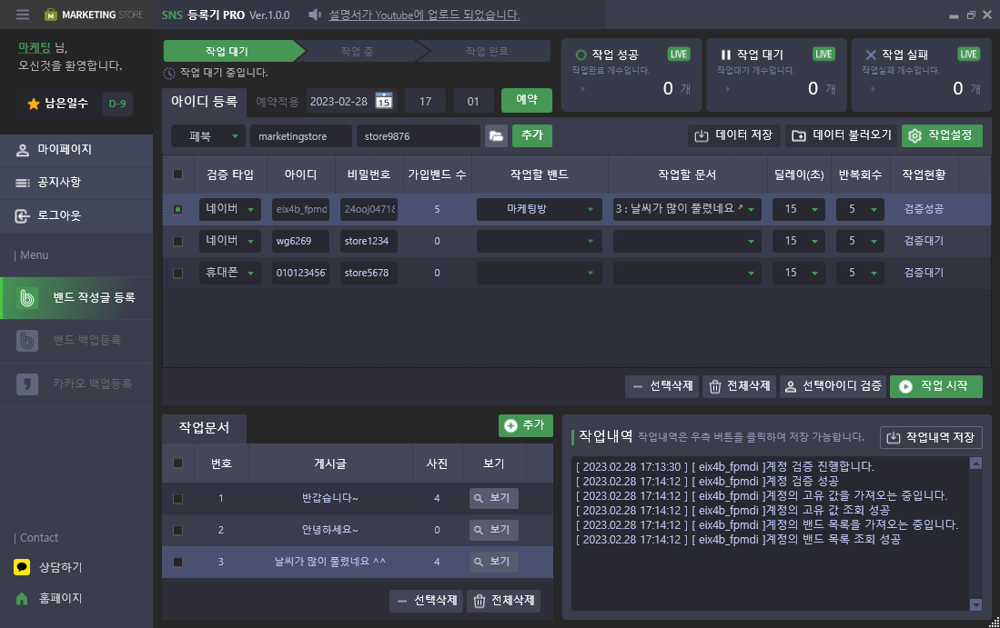 MARKETING STORE
SNS 등록기 PRO Ver.1.0.0
설명서가 Youtube에 업로드 되었습니다.
마케팅 님,
오신것을 환영합니다.
남은일수 D-9
마이페이지
공지사항
로그아웃
| Menu
밴드 작성글 등록
밴드 백업등록
카카오 백업등록
| Contact
상담하기
홈페이지
작업 대기 작업 중 작업 완료
작업 대기 중입니다.
작업 성공 LIVE
작업완료 개수입니다.
0 개
작업 대기 LIVE
작업대기 개수입니다.
0 개
작업 실패 LIVE
작업실패 개수입니다.
0 개
아이디 등록 예약적용 2023-02-28 15 17 01 예약
페북 marketingstore store9876 추가 데이터 저장 데이터 불러오기 작업설정
검증 타입 아이디 비밀번호 가입밴드 수 작업할 밴드 작업할 문서 딜레이(초) 반복회수 작업현황
네이버 eix4b_fpmd 24ooj04718 5 마케팅방 3 : 날씨가 많이 풀렸네요 ^ 15 5 검증성공
네이버 wg6269 store1234 0 15 5 검증대기
휴대폰 0101234567 store5678 0 15 5 검증대기
선택삭제 전체삭제 선택아이디 검증 작업 시작
작업문서 추가
번호 게시글 사진 보기
1 반갑습니다~ 4 보기
2 안녕하세요~ 0 보기
3 날씨가 많이 풀렸네요 ^^ 4 보기
선택삭제 전체삭제
작업내역 작업내역은 우측 버튼을 클릭하여 저장 가능합니다. 작업내역 저장
[ 2023.02.28 17:13:30 ] [ eix4b_fpmdi ]계정 검증 진행합니다.
[ 2023.02.28 17:14:12 ] [ eix4b_fpmdi ]계정 검증 성공
[ 2023.02.28 17:14:12 ] [ eix4b_fpmdi ]계정의 고유 값을 가져오는 중입니다.
[ 2023.02.28 17:14:12 ] [ eix4b_fpmdi ]계정의 고유 값 조회 성공
[ 2023.02.28 17:14:12 ] [ eix4b_fpmdi ]계정의 밴드 목록을 가져오는 중입니다.
[ 2023.02.28 17:14:12 ] [ eix4b_fpmdi ]계정의 밴드 목록 조회 성공